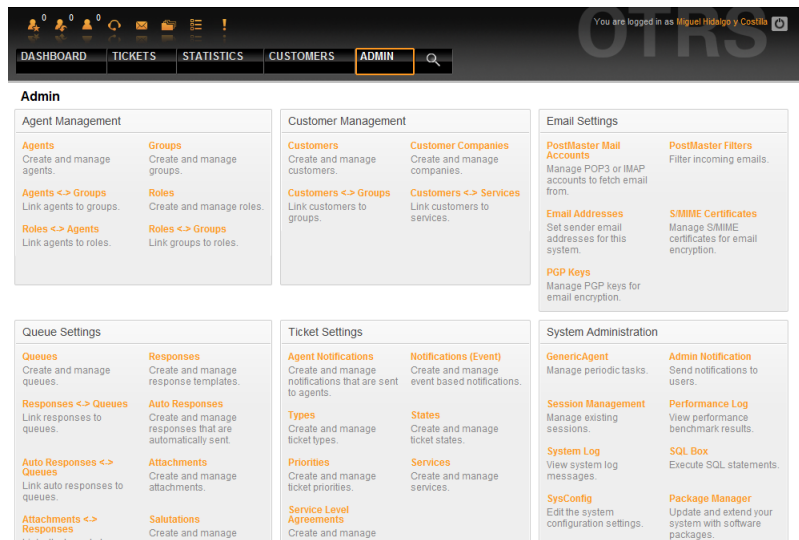 0 0 0
You are logged in as Miguel Hidalgo y Costilla
OTRS
DASHBOARD TICKETS STATISTICS CUSTOMERS ADMIN
Admin
Agent Management
Agents
Create and manage
agents.
Groups
Create and manage
groups.
Agents <-> Groups
Link agents to groups.
Roles
Create and manage roles.
Roles <-> Agents
Link agents to roles.
Roles <-> Groups
Link groups to roles.
Customer Management
Customers
Create and manage
customers.
Customer Companies
Create and manage
companies.
Customers <-> Groups
Link customers to
groups.
Customers <-> Services
Link customers to
services.
Email Settings
PostMaster Mail
Accounts
Manage POP3 or IMAP
accounts to fetch email
from.
PostMaster Filters
Filter incoming emails.
Email Addresses
Set sender email
addresses for this
system.
S/MIME Certificates
Manage S/MIME
certificates for email
encryption.
PGP Keys
Manage PGP keys for
email encryption.
Queue Settings
Queues
Create and manage
queues.
Responses
Create and manage
response templates.
Responses <-> Queues
Link responses to
queues.
Auto Responses
Create and manage
responses that are
automatically sent.
Auto Responses <->
Queues
Link auto responses to
queues.
Attachments
Create and manage
attachments.
Attachments <->
Responses
Salutations
Create and manage
Ticket Settings
Agent Notifications
Create and manage
notifications that are sent
to agents.
Notifications (Event)
Create and manage
event based notifications.
Types
Create and manage
ticket types.
States
Create and manage
ticket states.
Priorities
Create and manage
ticket priorities.
Services
Create and manage
services.
Service Level
Agreements
Create and manage
System Administration
GenericAgent
Manage periodic tasks.
Admin Notification
Send notifications to
users.
Session Management
Manage existing
sessions.
Performance Log
View performance
benchmark results.
System Log
View system log
messages.
SQL Box
Execute SQL statements.
SysConfig
Edit the system
configuration settings.
Package Manager
Update and extend your
system with software
packages.